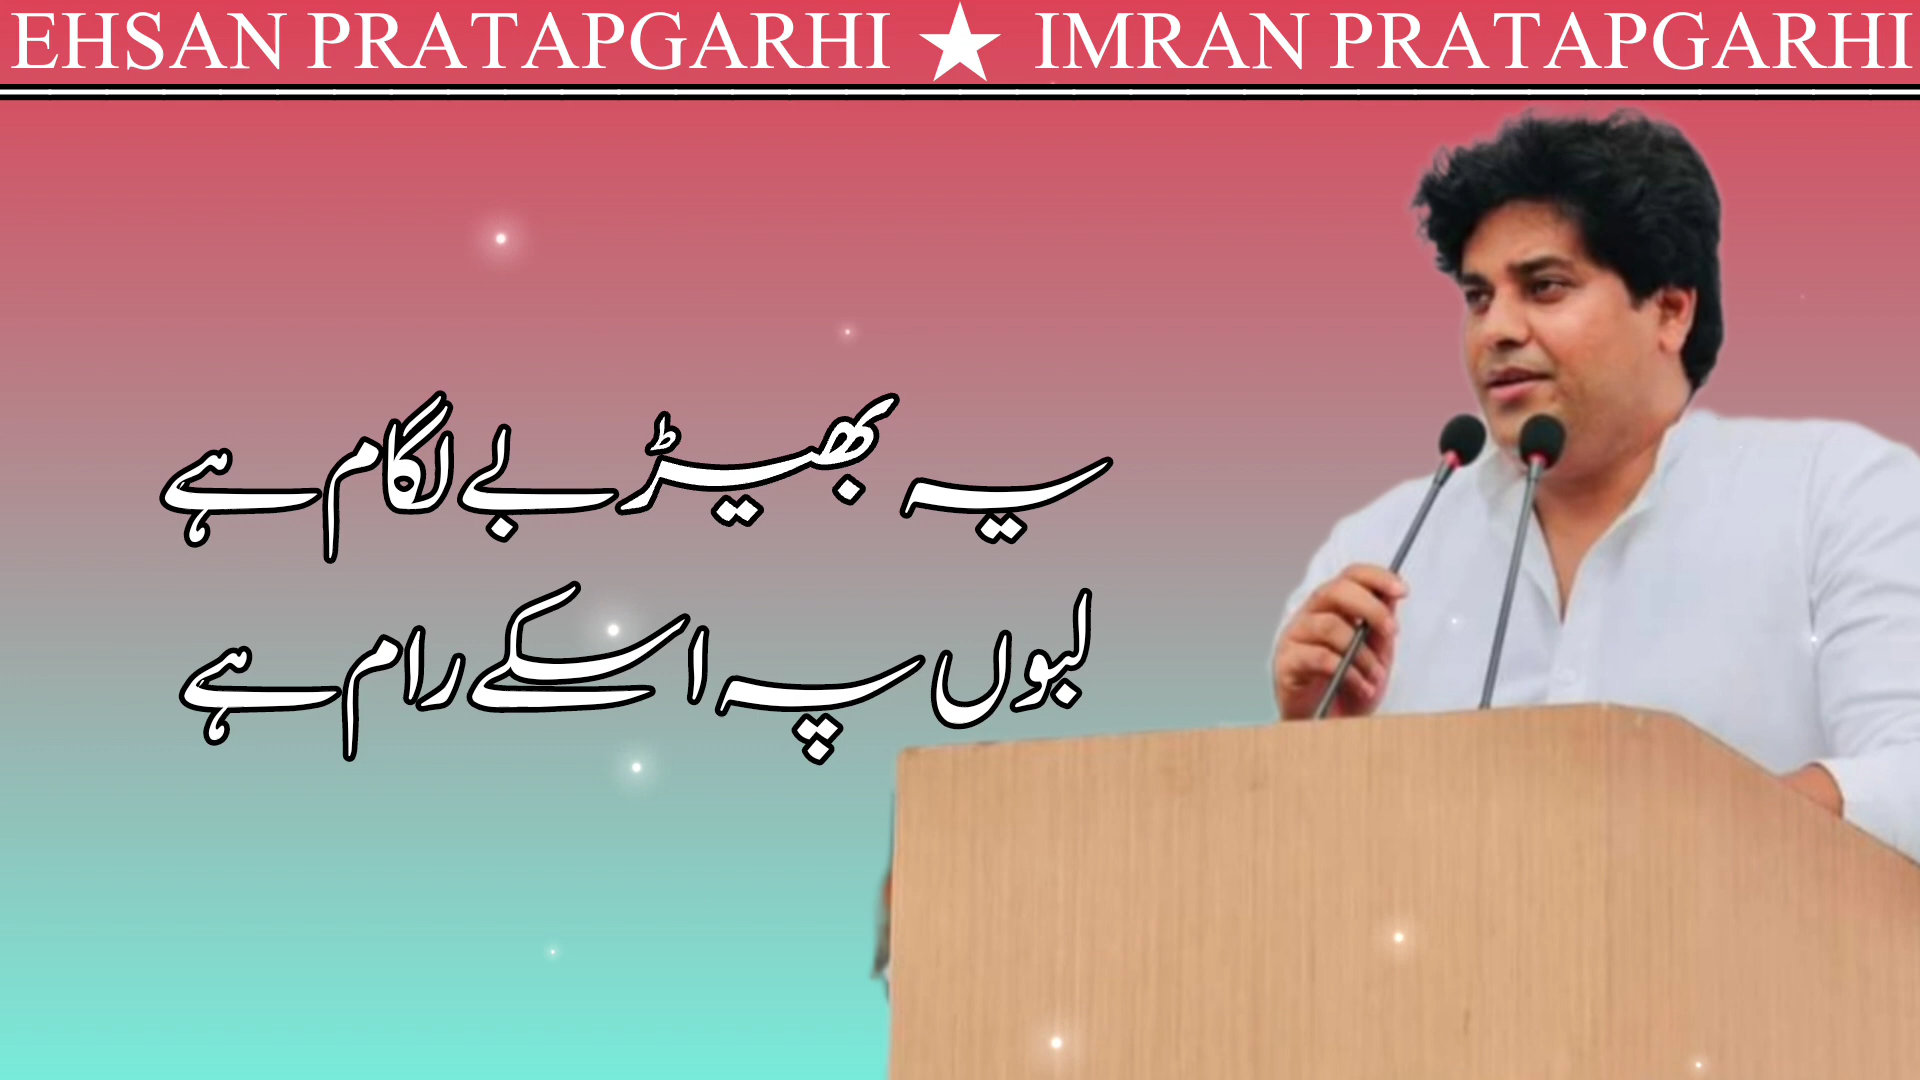 EHSAN PRATAPGARHI ★ IMRAN PRATAPGARHI
یہ بھیڑ بے لگام ہے
لبوں پہ اسکے رام ہے